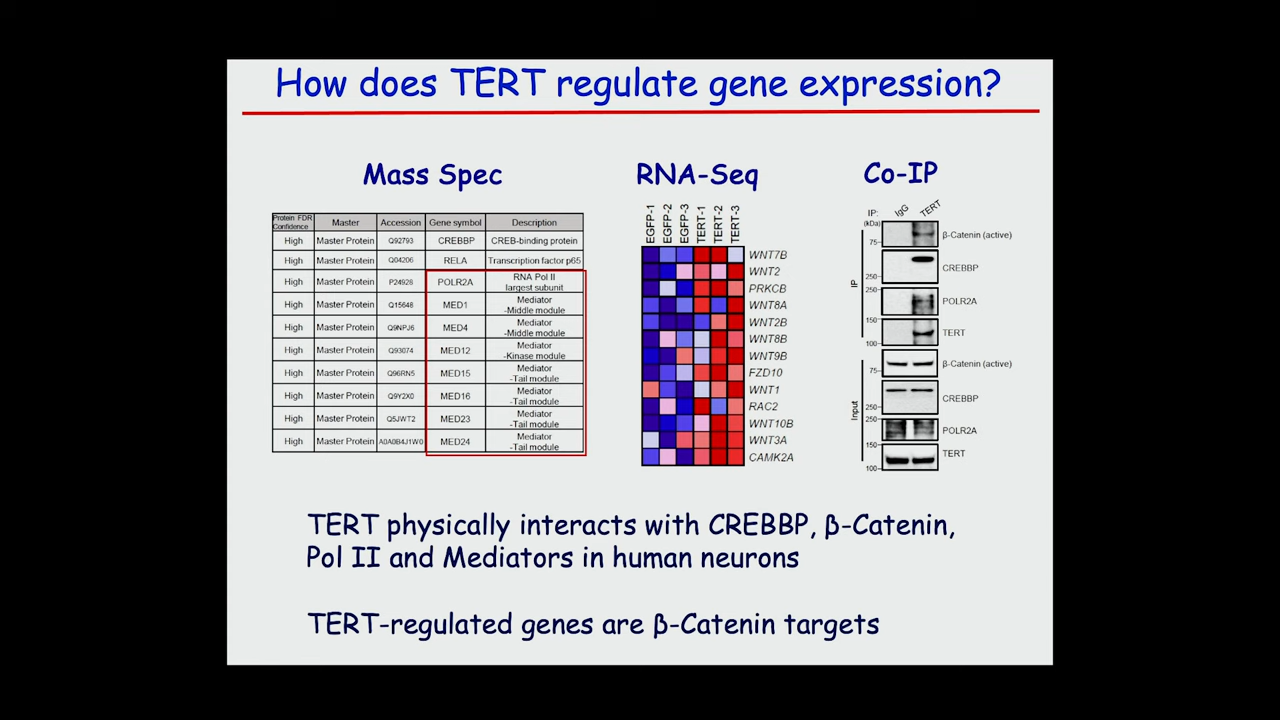 How does TERT regulate gene expression?
Mass Spec
RNA-Seq
Co-IP
Protein FDR Confidence Master Accession Gene symbol Description
High Master Protein Q92793 CREBBP CREB-binding protein
High Master Protein Q04206 RELA Transcription factor p65
High Master Protein P24928 POLR2A RNA Pol II largest subunit
High Master Protein Q15648 MED1 Mediator -Middle module
High Master Protein Q9NPJ6 MED4 Mediator -Middle module
High Master Protein Q93074 MED12 Mediator -Kinase module
High Master Protein Q96RN5 MED15 Mediator -Tail module
High Master Protein Q9Y2X0 MED16 Mediator -Tail module
High Master Protein Q5JWT2 MED23 Mediator -Tail module
High Master Protein A0A0B4J1W0 MED24 Mediator -Tail module
EGFP-1 EGFP-2 EGFP-3 TERT-1 TERT-2 TERT-3
WNT7B
WNT2
PRKCB
WNT8A
WNT2B
WNT8B
WNT9B
FZD10
WNT1
RAC2
WNT10B
WNT3A
CAMK2A
IP: IgG TERT
(kDa)
75- β-Catenin (active)
250- CREBBP
250- POLR2A
150-
100- TERT
IP
75- β-Catenin (active)
250- CREBBP
250- POLR2A
150-
100- TERT
Input
TERT physically interacts with CREBBP, β-Catenin,
Pol II and Mediators in human neurons
TERT-regulated genes are β-Catenin targets